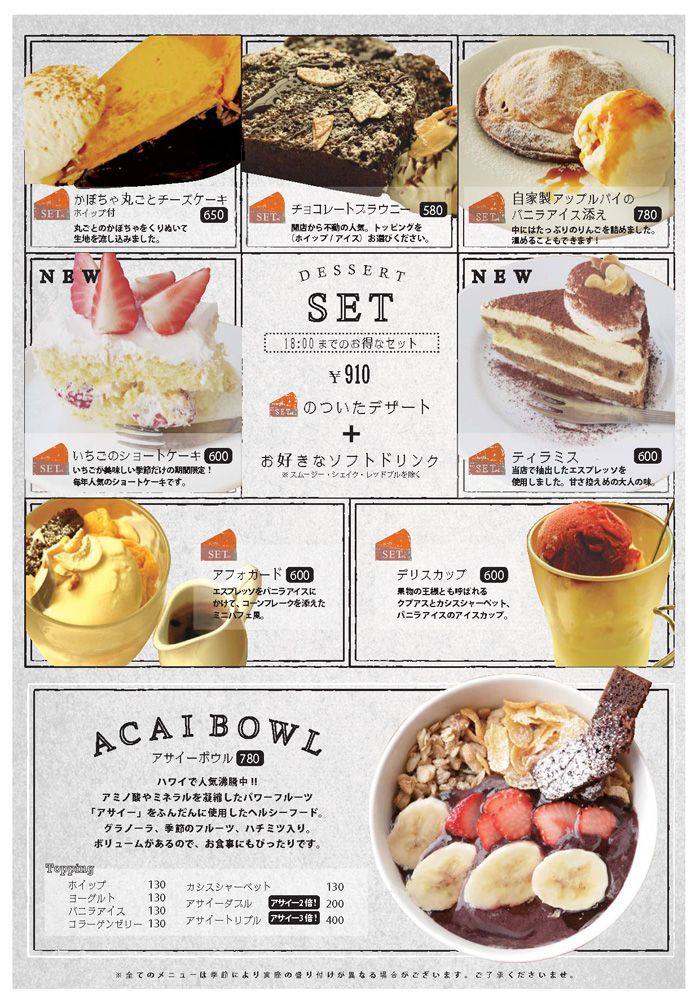 かぼちゃ丸ごとチーズケーキ
ホイップ付
650
SET
丸ごとのかぼちゃをくりぬいて
生地を流し込みました。
チョコレートブラウニー 580
SET
開店から不動の人気。トッピングを
(ホイップ / アイス) お選びください。
自家製アップルパイの
バニラアイス添え 780
SET
中にはたっぷりのりんごを詰めました。
温めることもできます!
NEW
いちごのショートケーキ 600
SET
いちごが美味しい季節だけの期間限定!
毎年人気のショートケーキです。
DESSERT
SET
18:00 までのお得なセット
¥910
SET のついたデザート
+
お好きなソフトドリンク
※スムージー・シェイク・レッドブルを除く
NEW
ティラミス 600
SET
当店で抽出したエスプレッソを
使用しました。甘さ控えめの大人の味。
SET
アフォガード 600
エスプレッソをバニラアイスに
かけて、コーンフレークを添えた
ミニパフェ風。
SET
デリスカップ 600
果物の王様とも呼ばれる
クプアスとカシスシャーベット、
バニラアイスのアイスカップ。
ACAI BOWL
アサイーボウル 780
ハワイで人気沸騰中!!
アミノ酸やミネラルを凝縮したパワーフルーツ
「アサイー」をふんだんに使用したヘルシーフード。
グラノーラ、季節のフルーツ、ハチミツ入り。
ボリュームがあるので、お食事にもぴったりです。
Topping
ホイップ 130
ヨーグルト 130
バニラアイス 130
コラーゲンゼリー 130
カシスシャーベット 130
アサイーダブル アサイー2倍! 200
アサイートリプル アサイー3倍! 400
※全てのメニューは季節により実際の盛り付けが異なる場合がございます。ご了承くださいませ。